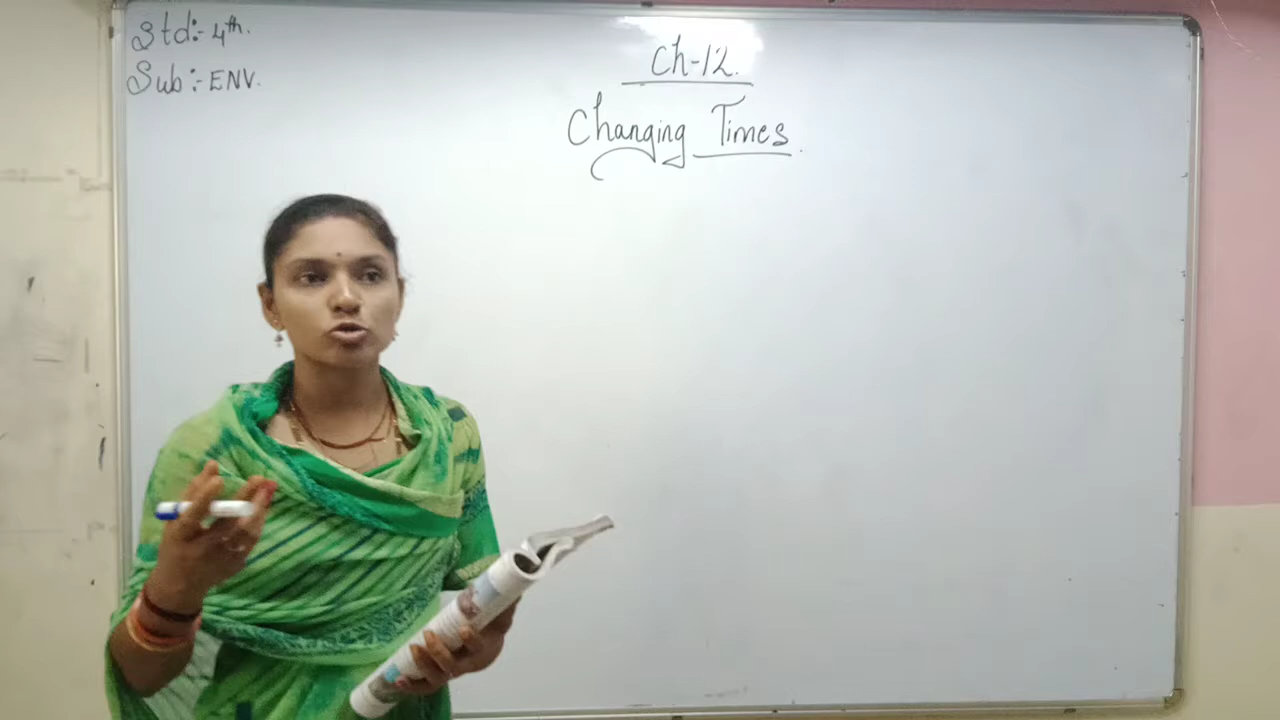 Std:- 4th.
Sub:- ENV.
Ch-12.
Changing Times.